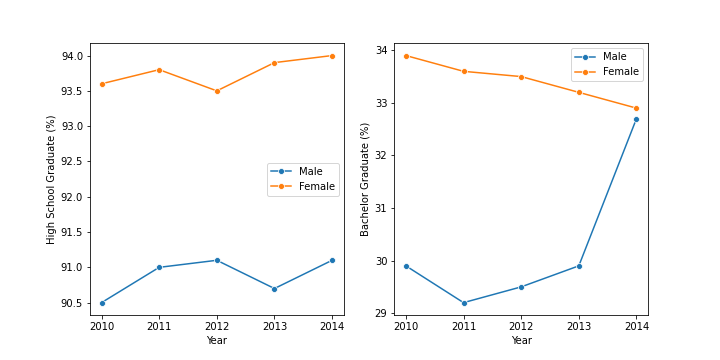 High School Graduate (%)
94.0
93.5
93.0
92.5
92.0
91.5
91.0
90.5
Male
Female
2010 2011 2012 2013 2014
Year
Bachelor Graduate (%)
34
33
32
31
30
29
Male
Female
2010 2011 2012 2013 2014
Year